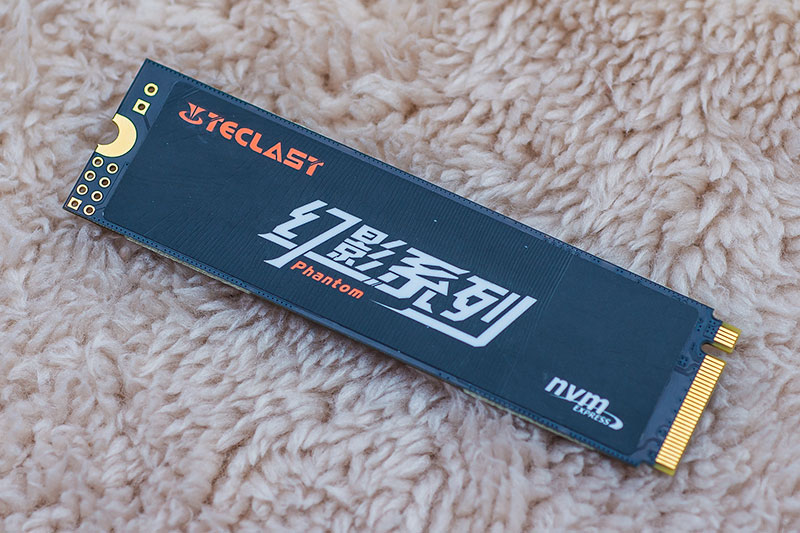 TECLAST
幻影系列
Phantom
nvm
EXPRESS